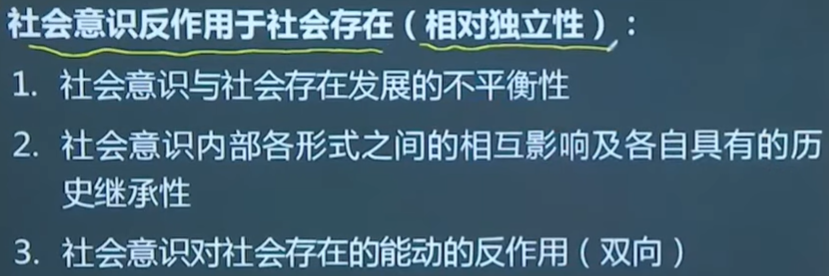 社会意识反作用于社会存在（相对独立性）：
1. 社会意识与社会存在发展的不平衡性
2. 社会意识内部各形式之间的相互影响及各自具有的历
史继承性
3. 社会意识对社会存在的能动的反作用（双向）